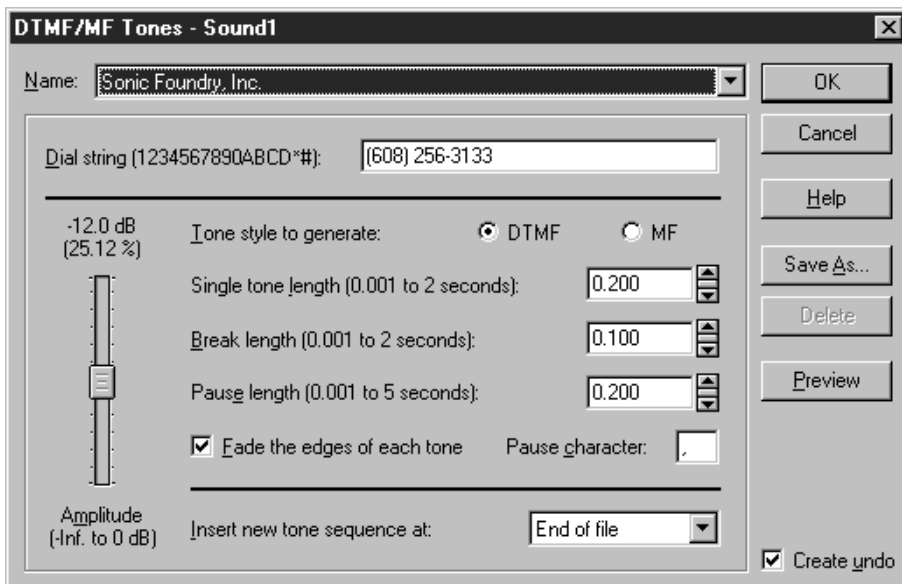 DTMF/MF Tones - Sound1
Name: Sonic Foundry, Inc.
OK
Cancel
Dial string (1234567890ABCD*#): (608) 256-3133
Help
-12.0 dB
(25.12 %)
Tone style to generate: DTMF MF
Save As...
Single tone length (0.001 to 2 seconds): 0.200
Delete
Break length (0.001 to 2 seconds): 0.100
Preview
Pause length (0.001 to 5 seconds): 0.200
Fade the edges of each tone Pause character: ,
Amplitude
(-Inf. to 0 dB)
Insert new tone sequence at: End of file
Create undo